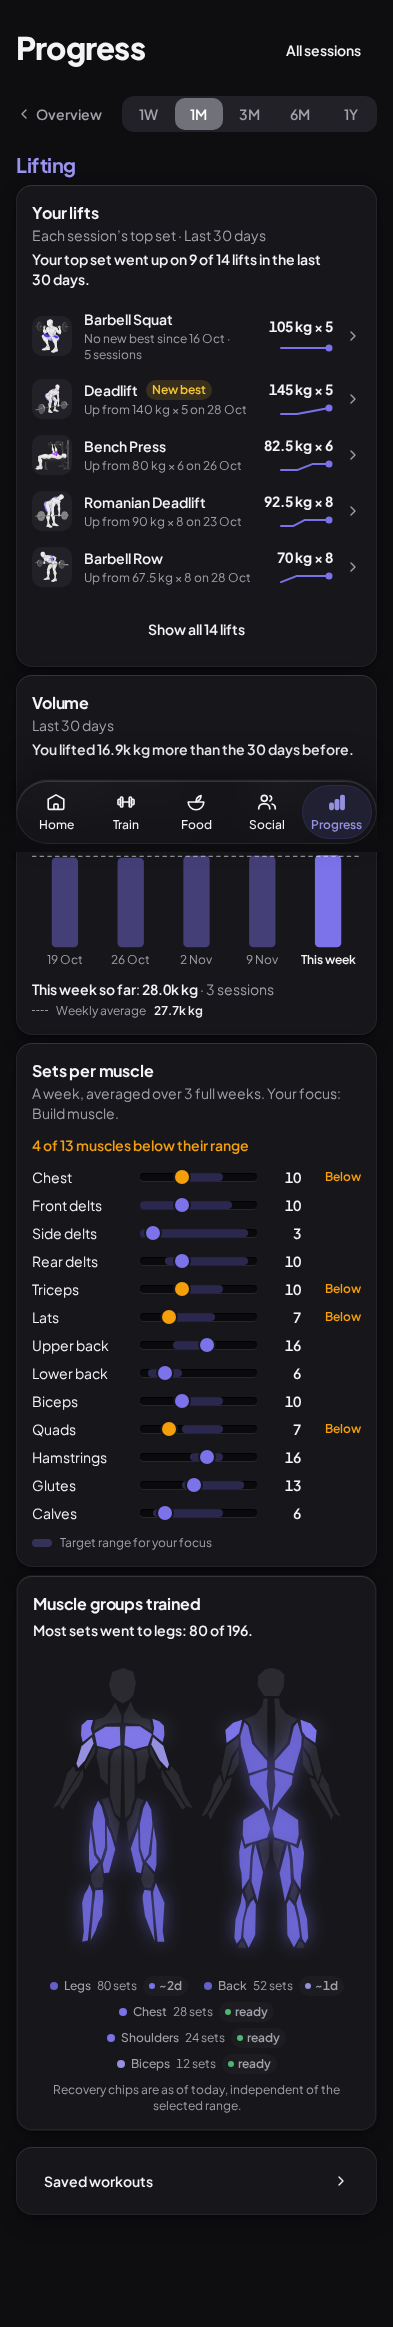 Progress
All sessions
Overview
1W 1M 3M 6M 1Y
Lifting
Your lifts
Each session's top set · Last 30 days
Your top set went up on 9 of 14 lifts in the last
30 days.
Barbell Squat
No new best since 16 Oct ·
5 sessions
105 kg × 5
Deadlift New best
Up from 140 kg × 5 on 28 Oct
145 kg × 5
Bench Press
Up from 80 kg × 6 on 26 Oct
82.5 kg × 6
Romanian Deadlift
Up from 90 kg × 8 on 23 Oct
92.5 kg × 8
Barbell Row
Up from 67.5 kg × 8 on 28 Oct
70 kg × 8
Show all 14 lifts
Volume
Last 30 days
You lifted 16.9k kg more than the 30 days before.
Home Train Food Social Progress
19 Oct 26 Oct 2 Nov 9 Nov This week
This week so far: 28.0k kg · 3 sessions
Weekly average 27.7k kg
Sets per muscle
A week, averaged over 3 full weeks. Your focus:
Build muscle.
4 of 13 muscles below their range
Chest 10 Below
Front delts 10
Side delts 3
Rear delts 10
Triceps 10 Below
Lats 7 Below
Upper back 16
Lower back 6
Biceps 10
Quads 7 Below
Hamstrings 16
Glutes 13
Calves 6
Target range for your focus
Muscle groups trained
Most sets went to legs: 80 of 196.
Legs 80 sets ~2d Back 52 sets ~1d
Chest 28 sets ready
Shoulders 24 sets ready
Biceps 12 sets ready
Recovery chips are as of today, independent of the
selected range.
Saved workouts